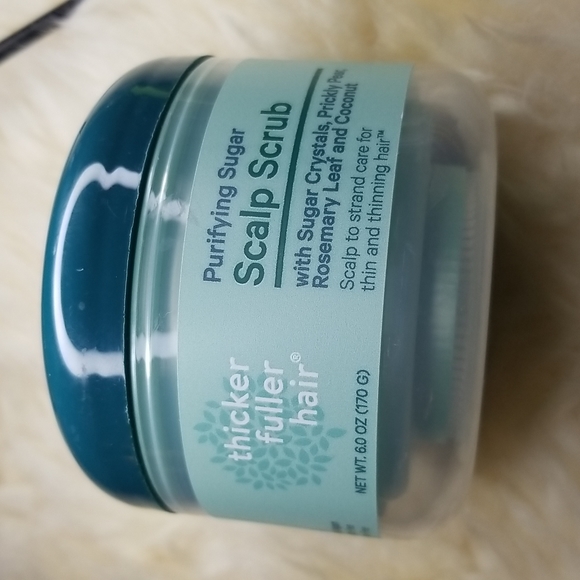 thicker
fuller
hair®
Purifying Sugar
Scalp Scrub
with Sugar Crystals, Prickly Pear,
Rosemary Leaf and Coconut
Scalp to strand care for
thin and thinning hair™
NET WT. 6.0 OZ (170 G)